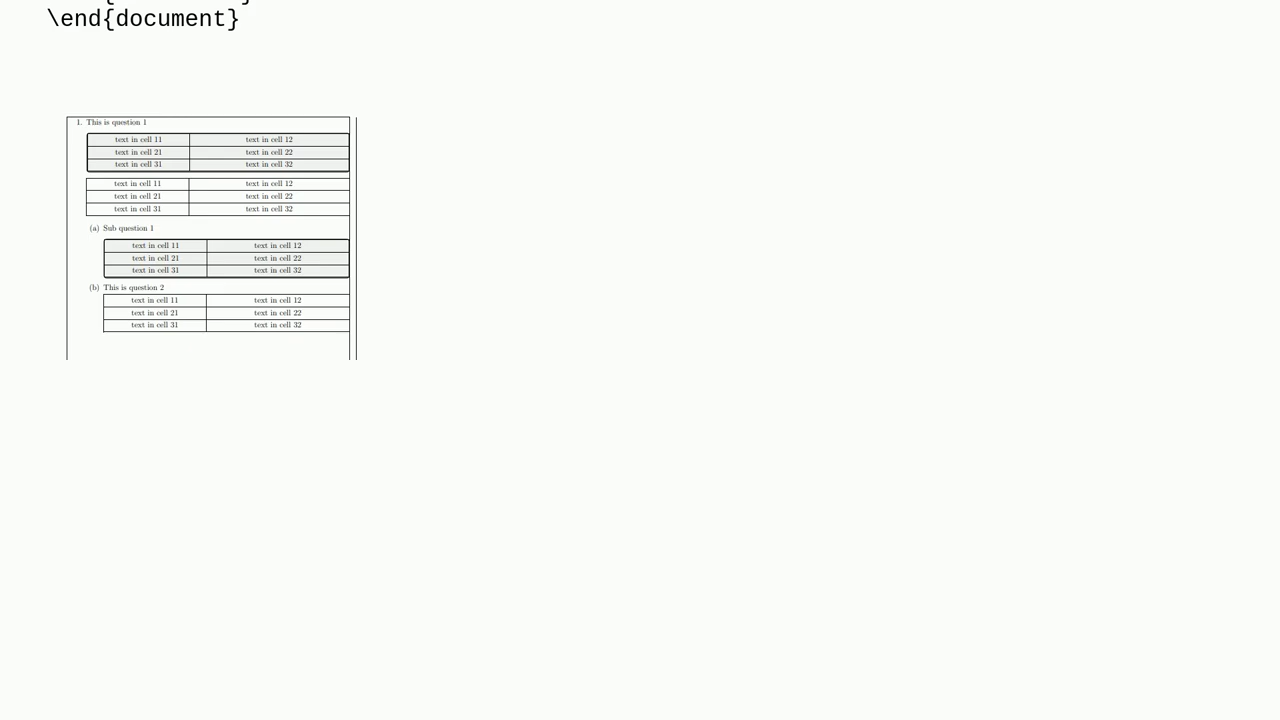 \end{document}
1. This is question 1
text in cell 11 text in cell 12
text in cell 21 text in cell 22
text in cell 31 text in cell 32
text in cell 11 text in cell 12
text in cell 21 text in cell 22
text in cell 31 text in cell 32
(a) Sub question 1
text in cell 11 text in cell 12
text in cell 21 text in cell 22
text in cell 31 text in cell 32
(b) This is question 2
text in cell 11 text in cell 12
text in cell 21 text in cell 22
text in cell 31 text in cell 32